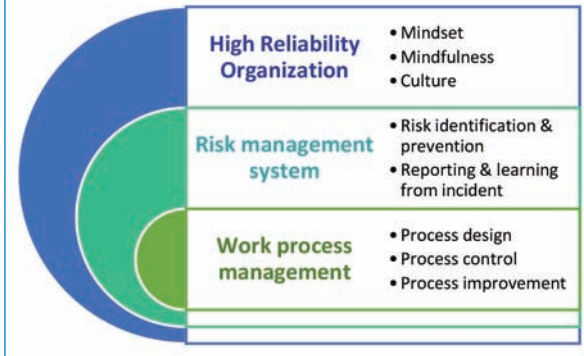 High Reliability
Organization
• Mindset
• Mindfulness
• Culture
Risk management
system
• Risk identification &
prevention
• Reporting & learning
from incident
Work process
management
• Process design
• Process control
• Process improvement